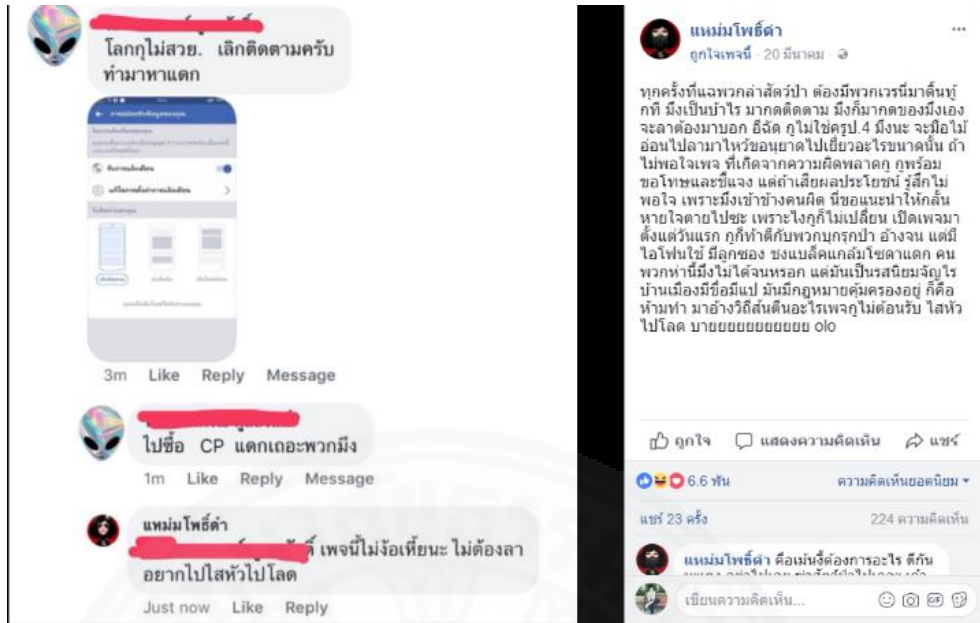 โลกกูไม่สวย. เลิกติดตามครับ
ทำมาหาแดก
3m Like Reply Message
ไปซื้อ CP แดกเถอะพวกมึง
1m Like Reply Message
แหม่มโพธิ์ดำ
เพจนี้ไม่ง้อเหี้ยนะ ไม่ต้องลา
อยากไปไสหัวไปโลด
Just now Like Reply
แหม่มโพธิ์ดำ
ถูกใจเพจนี้ · 20 มีนาคม ·
ทุกครั้งที่แฉพวกล่าสัตว์ป่า ต้องมีพวกเวรนี่มาดิ้นทู้
กที มึงเป็นบ้าไร มากดติดตาม มึงก็มากดของมึงเอง
จะลาต้องมาบอก อีฉัด กูไม่ใช่ครูป.4 มึงนะ จะมือไม้
อ่อนไปลามาไหว้ขอนุยาดไปเยี่ยวอะไรขนาดนั้น ถ้า
ไม่พอใจเพจ ที่เกิดจากความผิดพลาดกู กูพร้อม
ขอโทษและชี้แจง แต่ถ้าเสียผลประโยชน์ รู้สึกไม่
พอใจ เพราะมึงเข้าข้างคนผิด นี่ขอแนะนำให้กลั้น
หายใจตายไปซะ เพราะไงกูก็ไม่เปลี่ยน เปิดเพจมา
ตั้งแต่วันแรก กูก็ทำตีกับพวกบุกรุกป่า อ้างจน แต่มี
ไอโฟนใช้ มีลูกซอง ชงแบล็คแกล้มโซดาแดก คน
พวกห่านี้มึงไม่ได้จนหรอก แต่มันเป็นรสนิยมจัญไร
บ้านเมืองมีขื่อมีแป มันมีกฎหมายคุ้มครองอยู่ ก็คือ
ห้ามทำ มาอ้างวิถีส้นตีนอะไรเพจกูไม่ต้อนรับ ไสหัว
ไปโลด บายยยยยยยยยยย olo
ถูกใจ แสดงความคิดเห็น แชร์
6.6 พัน ความคิดเห็นยอดนิยม
แชร์ 23 ครั้ง 224 ความคิดเห็น
แหม่มโพธิ์ดำ คือเม้นงี้ต้องการอะไร ตีกัน
เขียนความคิดเห็น...